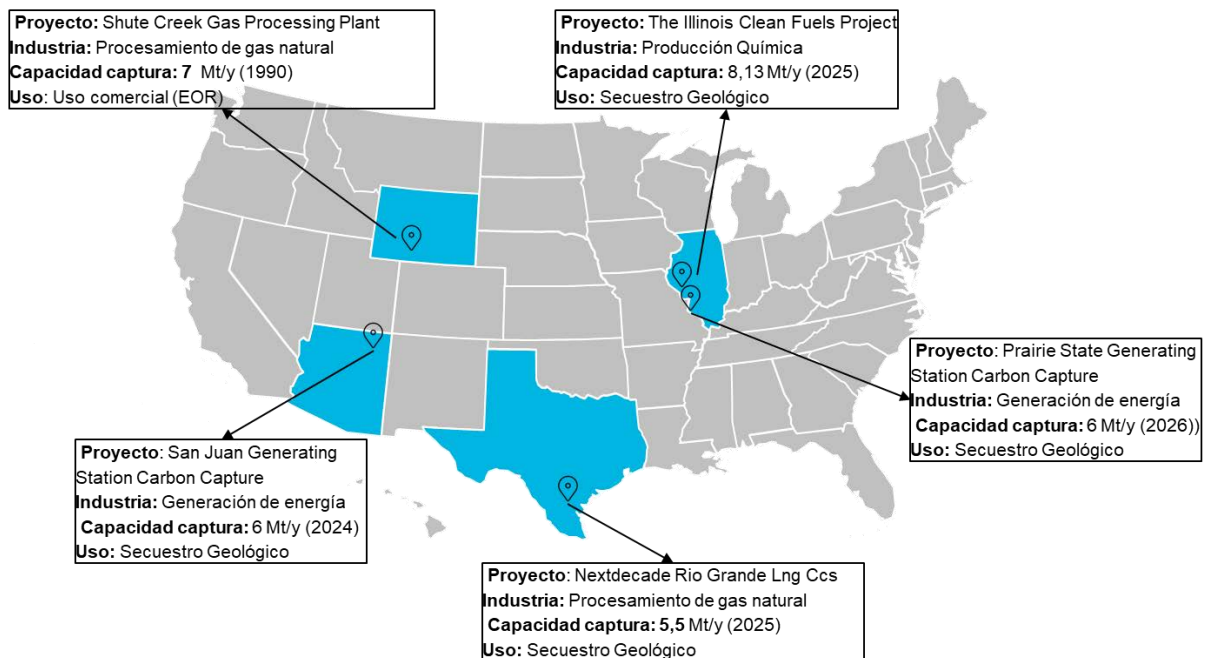 Proyecto: Shute Creek Gas Processing Plant
Industria: Procesamiento de gas natural
Capacidad captura: 7 Mt/y (1990)
Uso: Uso comercial (EOR)
Proyecto: The Illinois Clean Fuels Project
Industria: Producción Química
Capacidad captura: 8,13 Mt/y (2025)
Uso: Secuestro Geológico
Proyecto: Prairie State Generating
Station Carbon Capture
Industria: Generación de energía
Capacidad captura: 6 Mt/y (2026))
Uso: Secuestro Geológico
Proyecto: San Juan Generating
Station Carbon Capture
Industria: Generación de energía
Capacidad captura: 6 Mt/y (2024)
Uso: Secuestro Geológico
Proyecto: Nextdecade Rio Grande Lng Ccs
Industria: Procesamiento de gas natural
Capacidad captura: 5,5 Mt/y (2025)
Uso: Secuestro Geológico